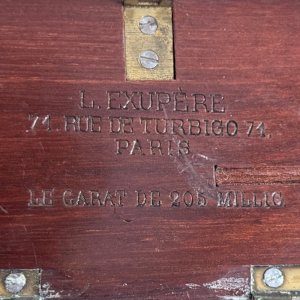 L. EXUPÈRE
74. RUE DE TURBIGO 74.
PARIS
LE CARAT DE 205 MILLIG.